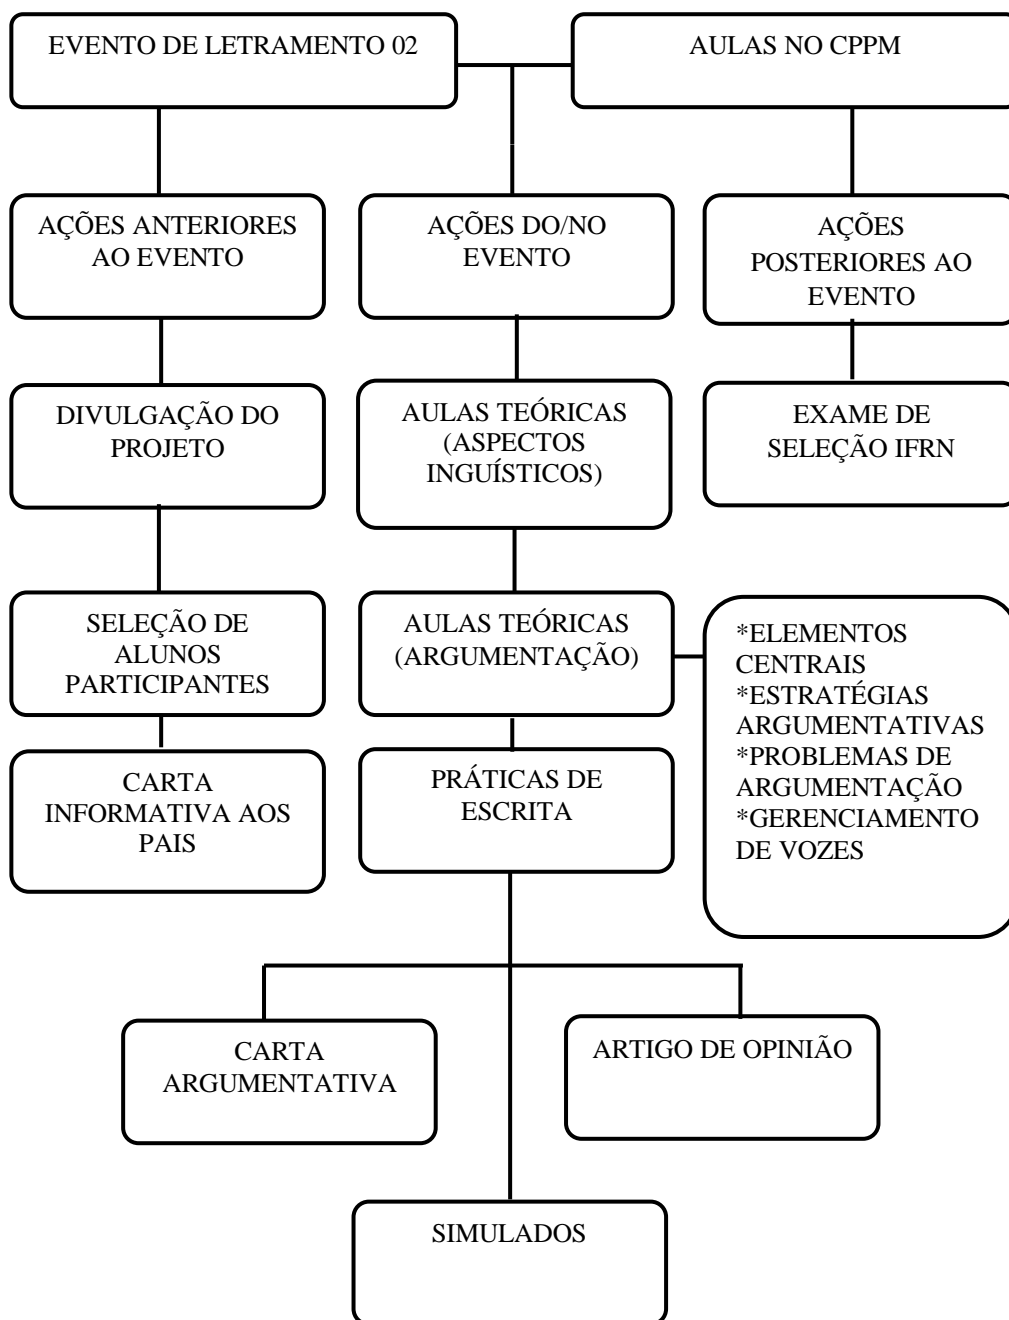 EVENTO DE LETRAMENTO 02
AULAS NO CPPM
AÇÕES ANTERIORES
AO EVENTO
AÇÕES DO/NO
EVENTO
AÇÕES
POSTERIORES AO
EVENTO
DIVULGAÇÃO DO
PROJETO
AULAS TEÓRICAS
(ASPECTOS
INGUÍSTICOS)
EXAME DE
SELEÇÃO IFRN
SELEÇÃO DE
ALUNOS
PARTICIPANTES
AULAS TEÓRICAS
(ARGUMENTAÇÃO)
*ELEMENTOS
CENTRAIS
*ESTRATÉGIAS
ARGUMENTATIVAS
*PROBLEMAS DE
ARGUMENTAÇÃO
*GERENCIAMENTO
DE VOZES
CARTA
INFORMATIVA AOS
PAIS
PRÁTICAS DE
ESCRITA
CARTA
ARGUMENTATIVA
ARTIGO DE OPINIÃO
SIMULADOS